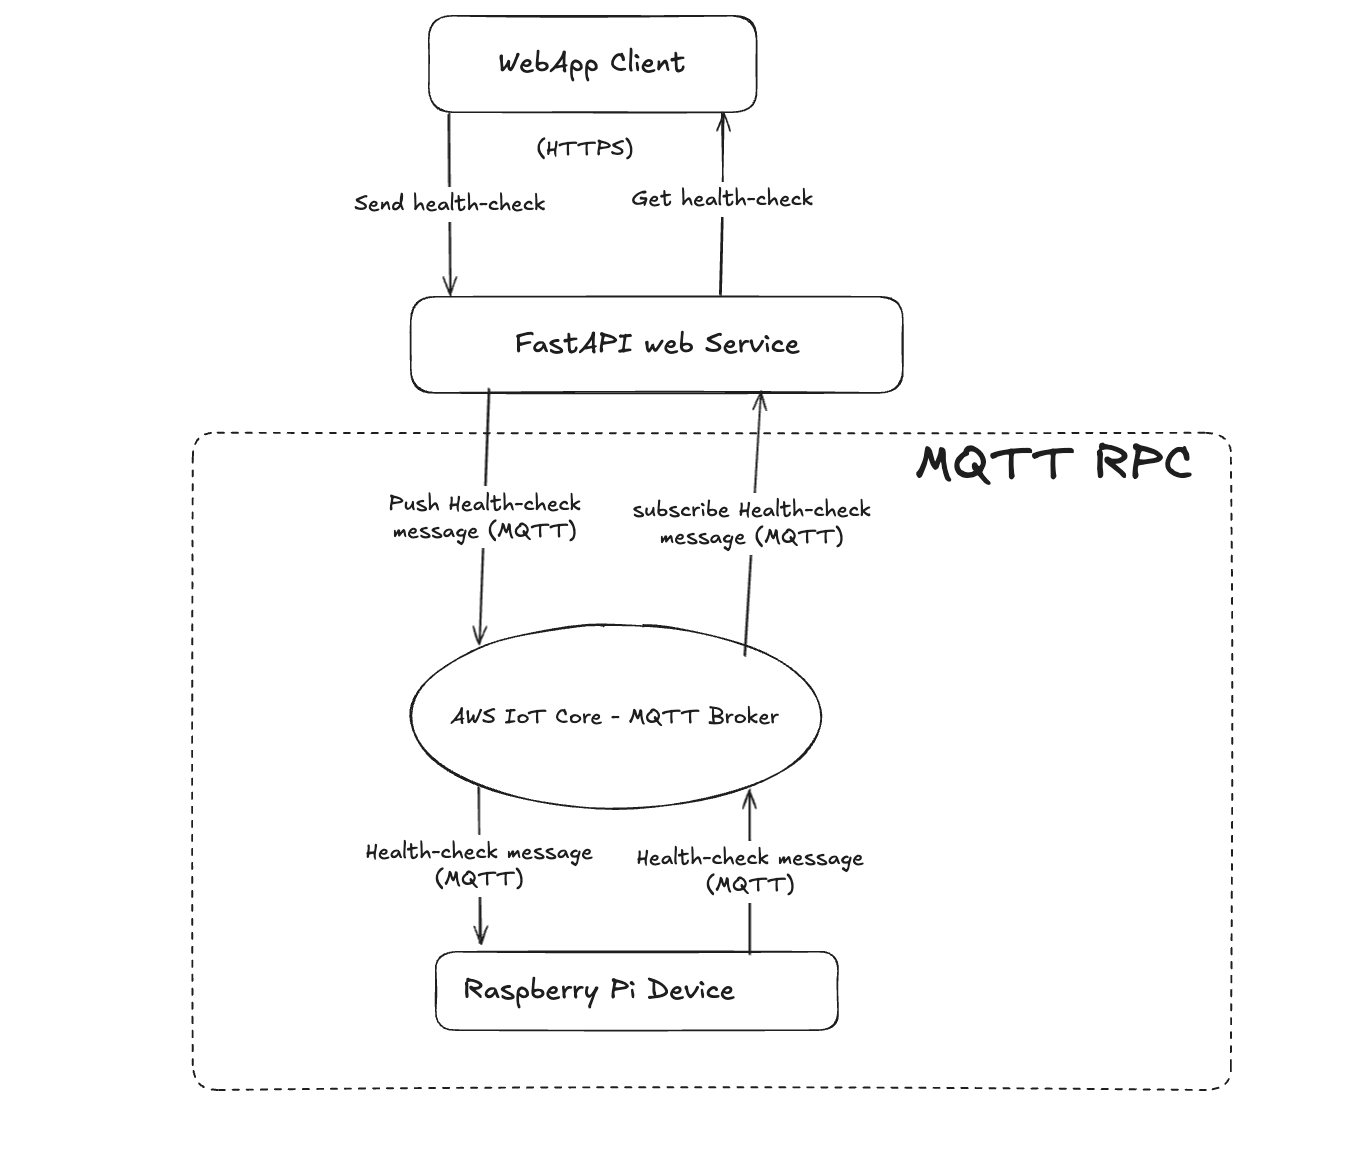 WebApp Client
(HTTPS)
Send health-check
Get health-check
FastAPI web Service
MQTT RPC
Push Health-check
message (MQTT)
subscribe Health-check
message (MQTT)
AWS IoT Core - MQTT Broker
Health-check message
(MQTT)
Health-check message
(MQTT)
Raspberry Pi Device